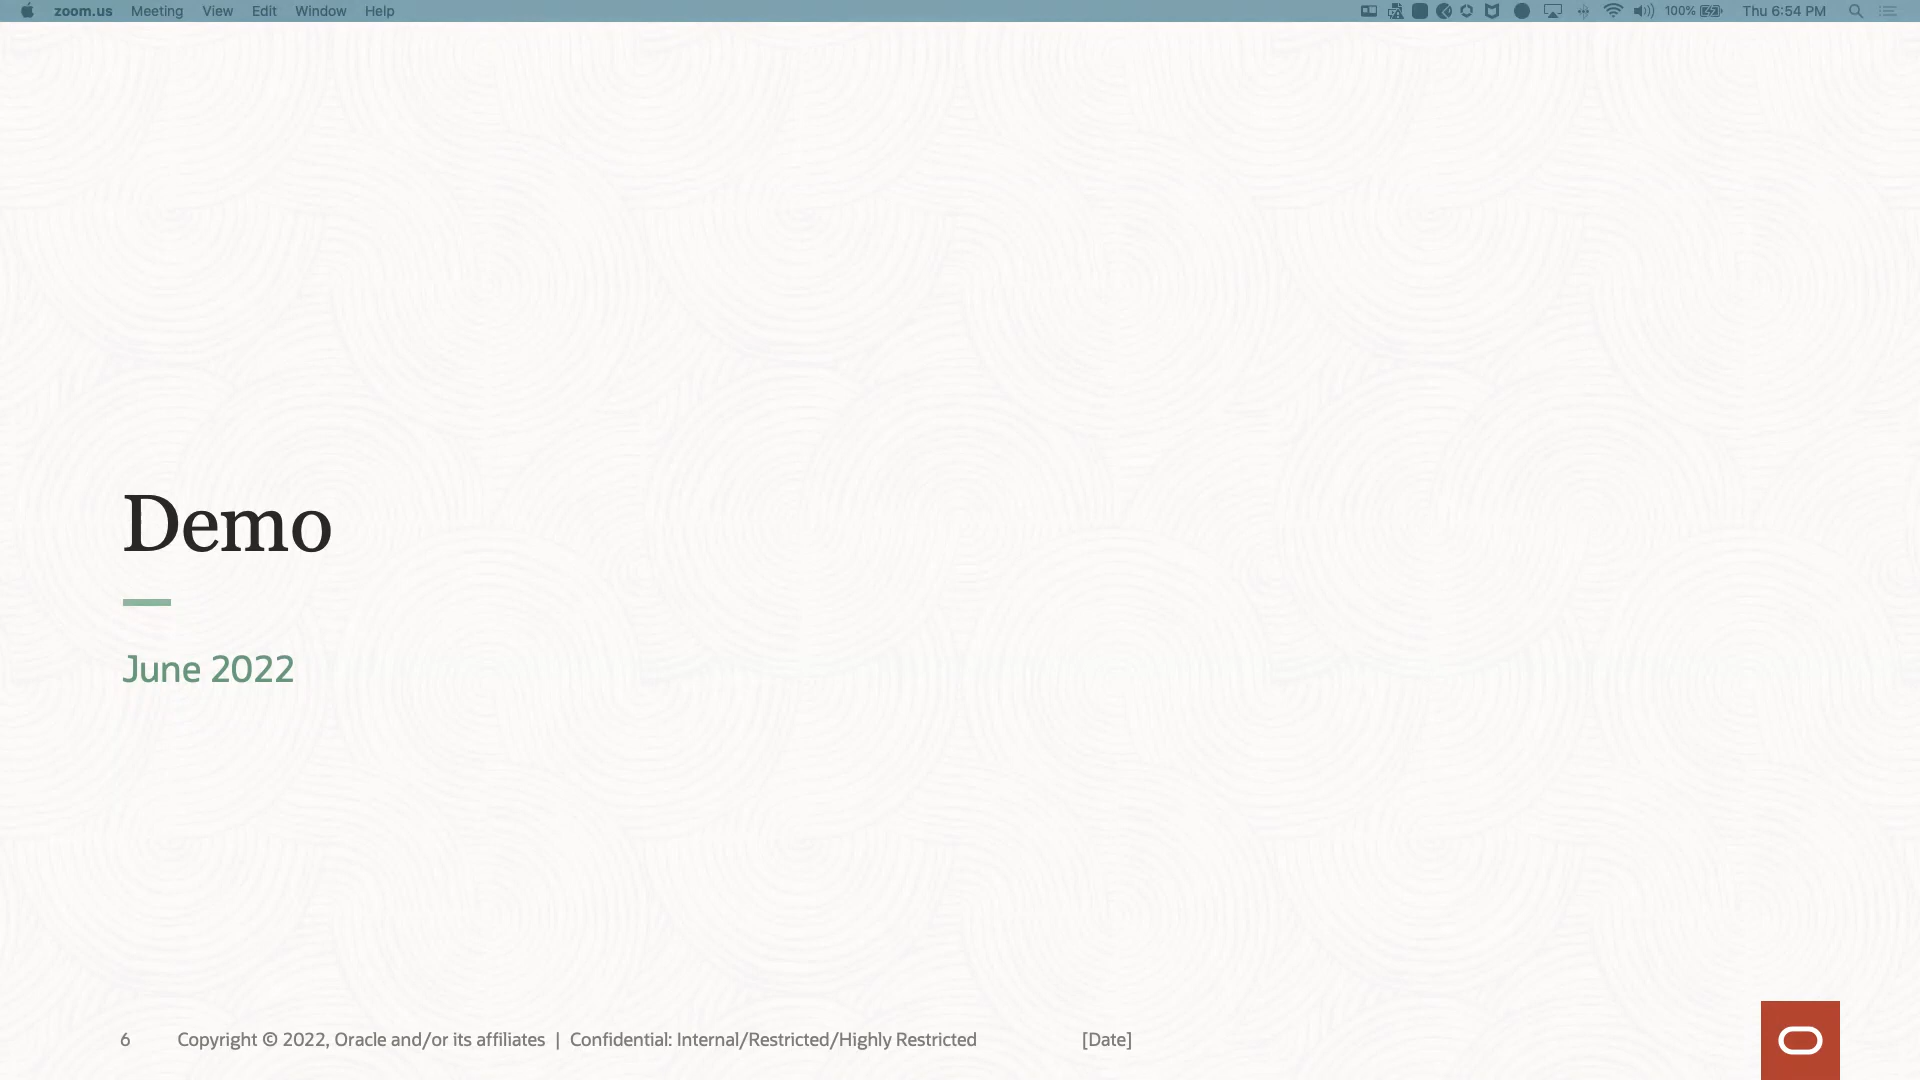 zoom.us Meeting View Edit Window Help 100% Thu 6:54 PM
Demo
June 2022
6 Copyright © 2022, Oracle and/or its affiliates | Confidential: Internal/Restricted/Highly Restricted [Date]